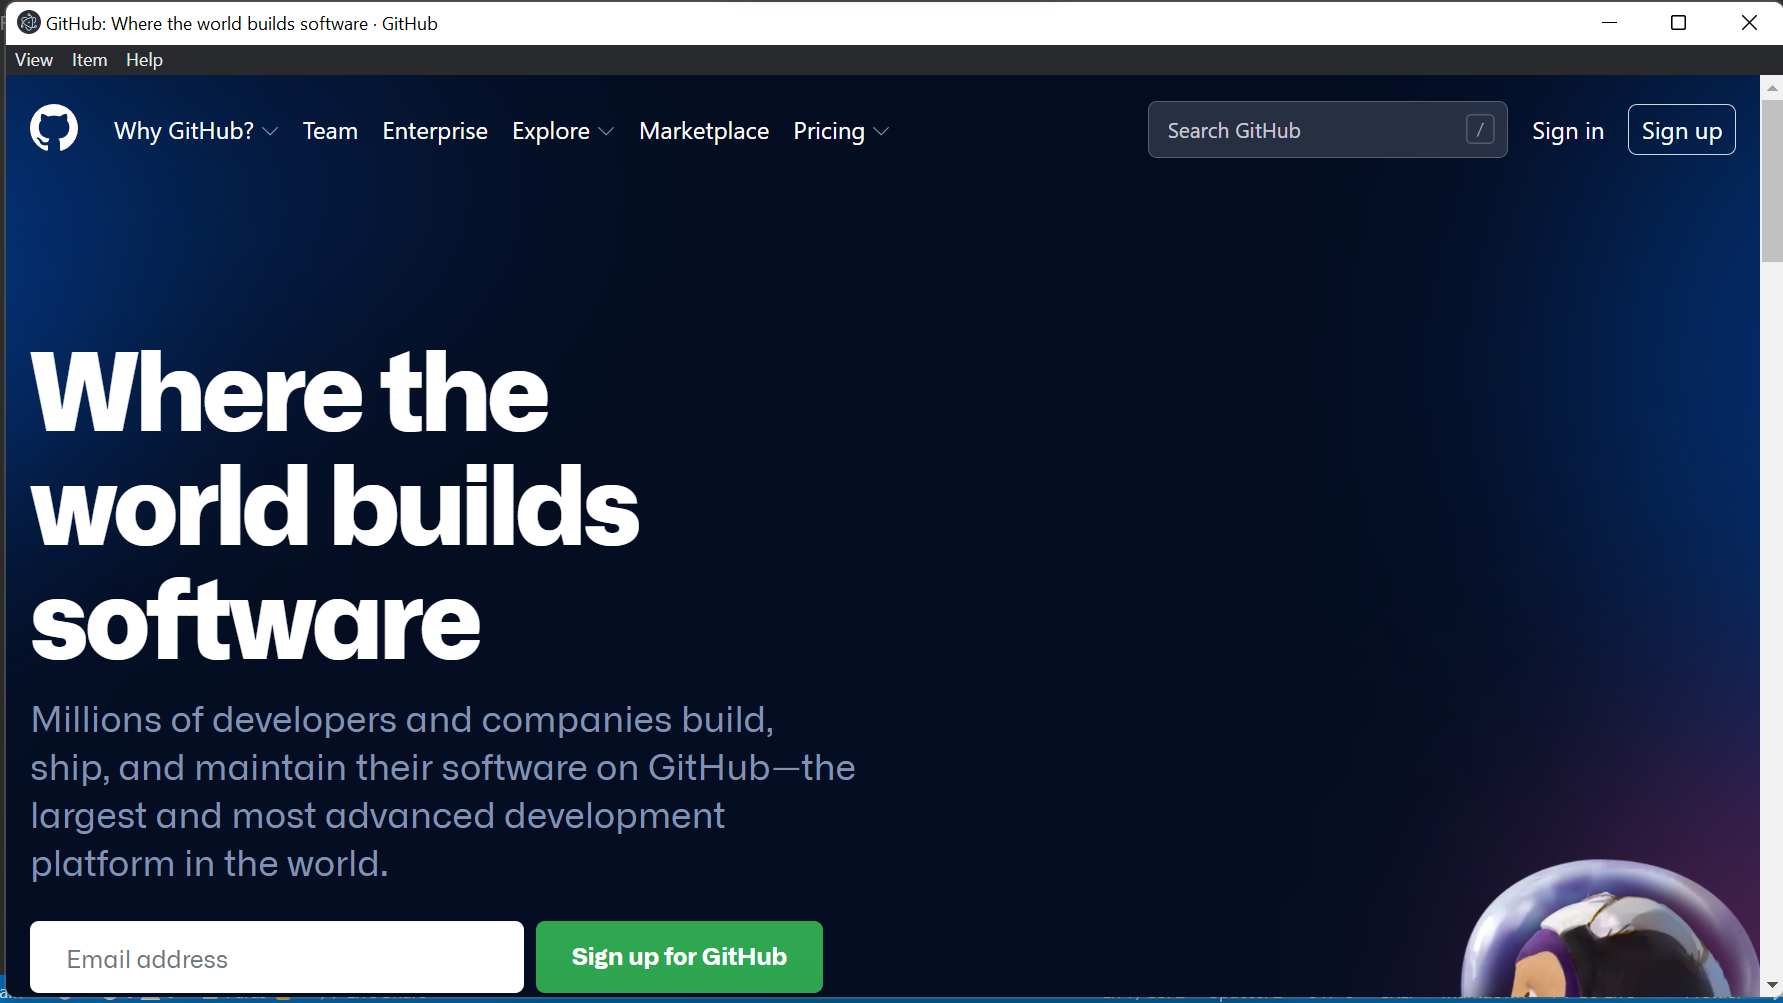 GitHub: Where the world builds software · GitHub
View Item Help
Why GitHub? Team Enterprise Explore Marketplace Pricing Search GitHub / Sign in Sign up
Where the
world builds
software
Millions of developers and companies build,
ship, and maintain their software on GitHub—the
largest and most advanced development
platform in the world.
Email address Sign up for GitHub